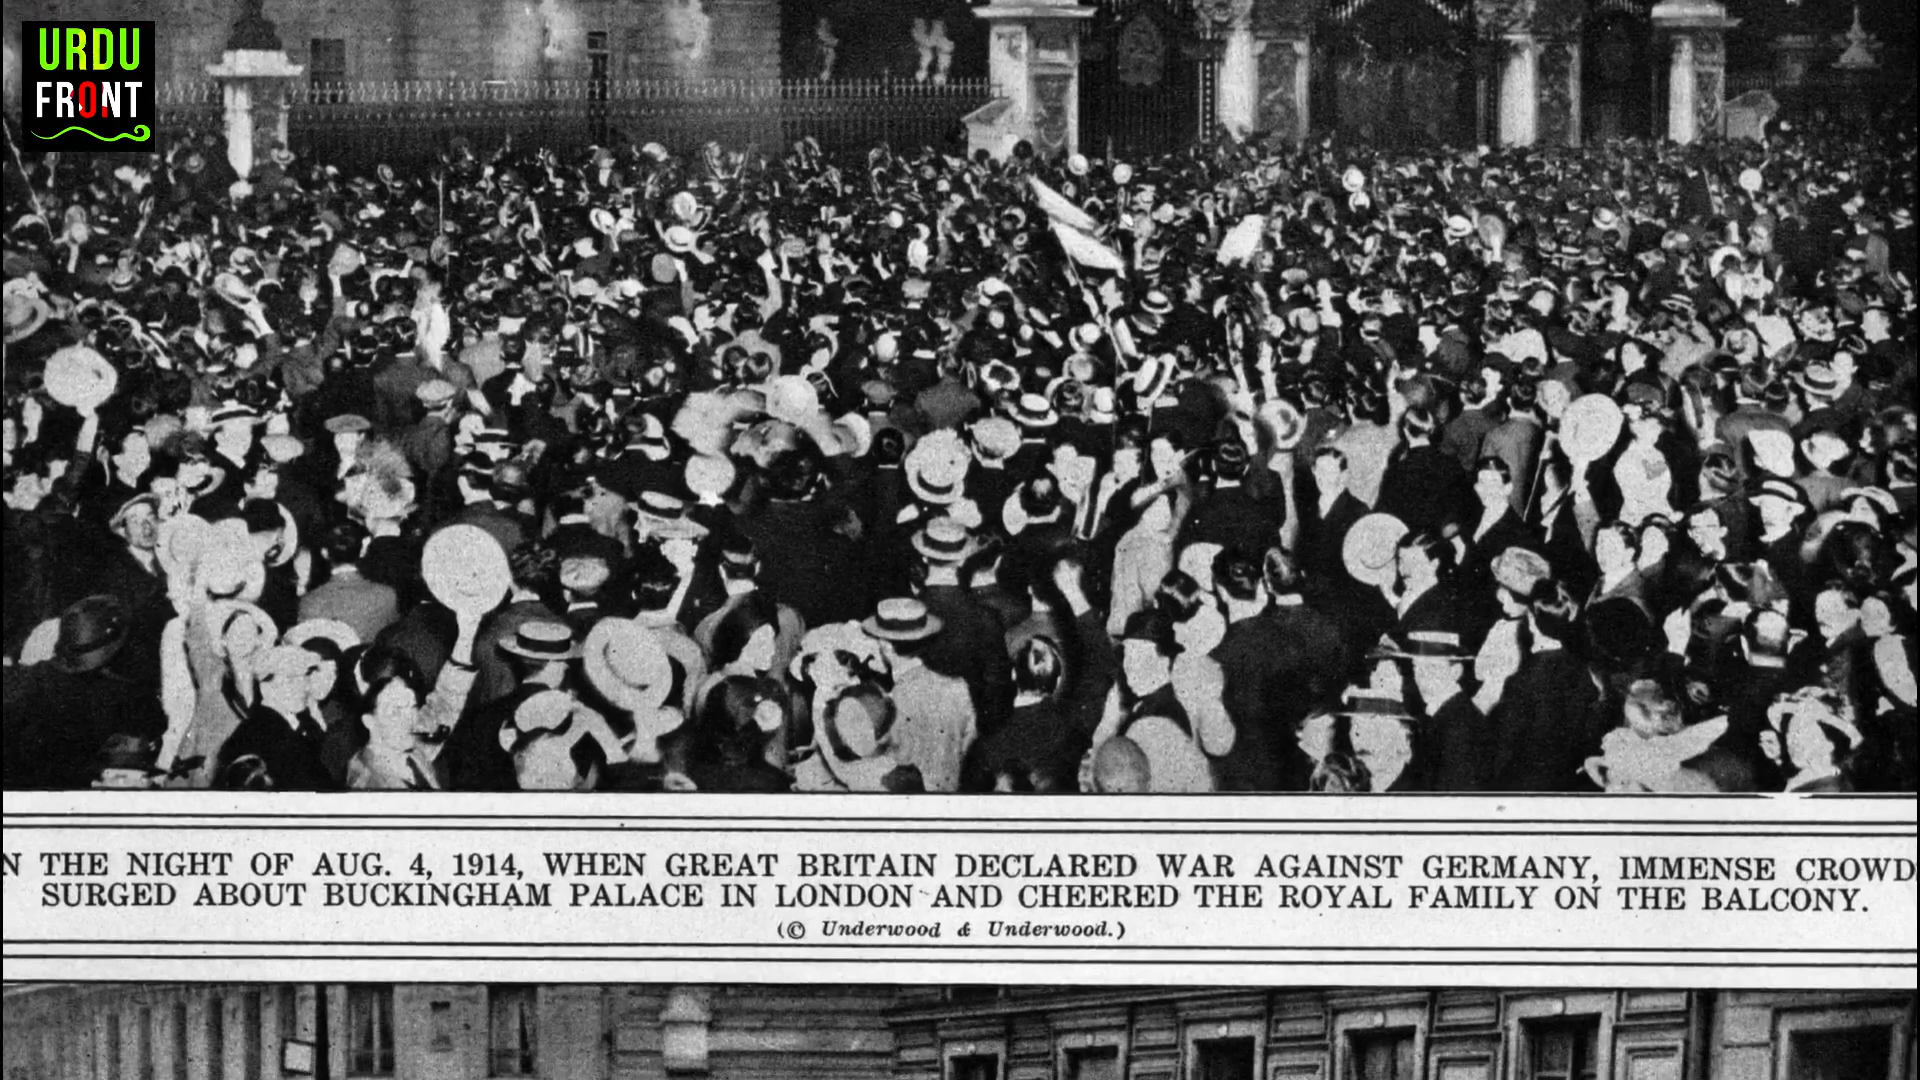 URDU
FRONT
N THE NIGHT OF AUG. 4, 1914, WHEN GREAT BRITAIN DECLARED WAR AGAINST GERMANY, IMMENSE CROWD
SURGED ABOUT BUCKINGHAM PALACE IN LONDON AND CHEERED THE ROYAL FAMILY ON THE BALCONY.
(© Underwood & Underwood.)